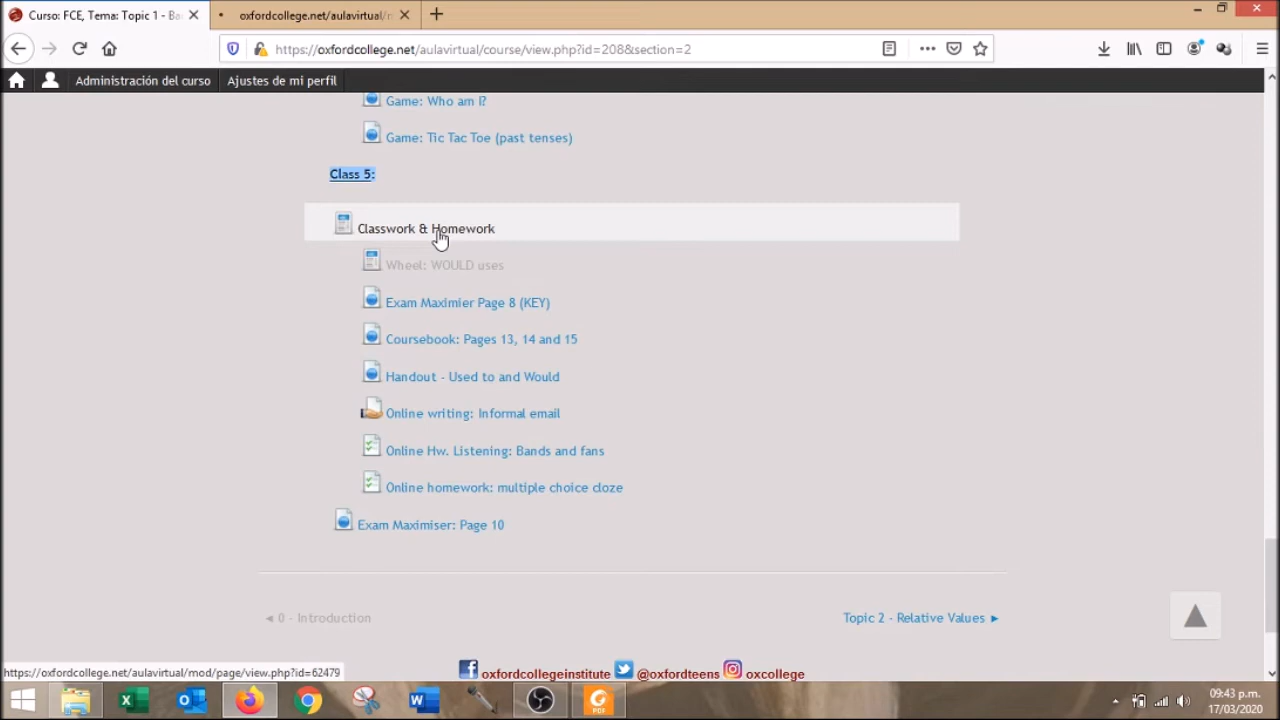 Curso: FCE, Tema: Topic 1 - Ba
oxfordcollege.net/aulavirtual/
https://oxfordcollege.net/aulavirtual/course/view.php?id=208&section=2
Administración del curso
Ajustes de mi perfil
Game: Who am I?
Game: Tic Tac Toe (past tenses)
Class 5:
Classwork & Homework
Wheel: WOULD uses
Exam Maximier Page 8 (KEY)
Coursebook: Pages 13, 14 and 15
Handout - Used to and Would
Online writing: Informal email
Online Hw. Listening: Bands and fans
Online homework: multiple choice cloze
Exam Maximiser: Page 10
◄ 0 - Introduction
Topic 2 - Relative Values ►
https://oxfordcollege.net/aulavirtual/mod/page/view.php?id=62479
oxfordcollegeinstitute
@oxfordteens
oxcollege
PDF
09:43 p.m.
17/03/2020